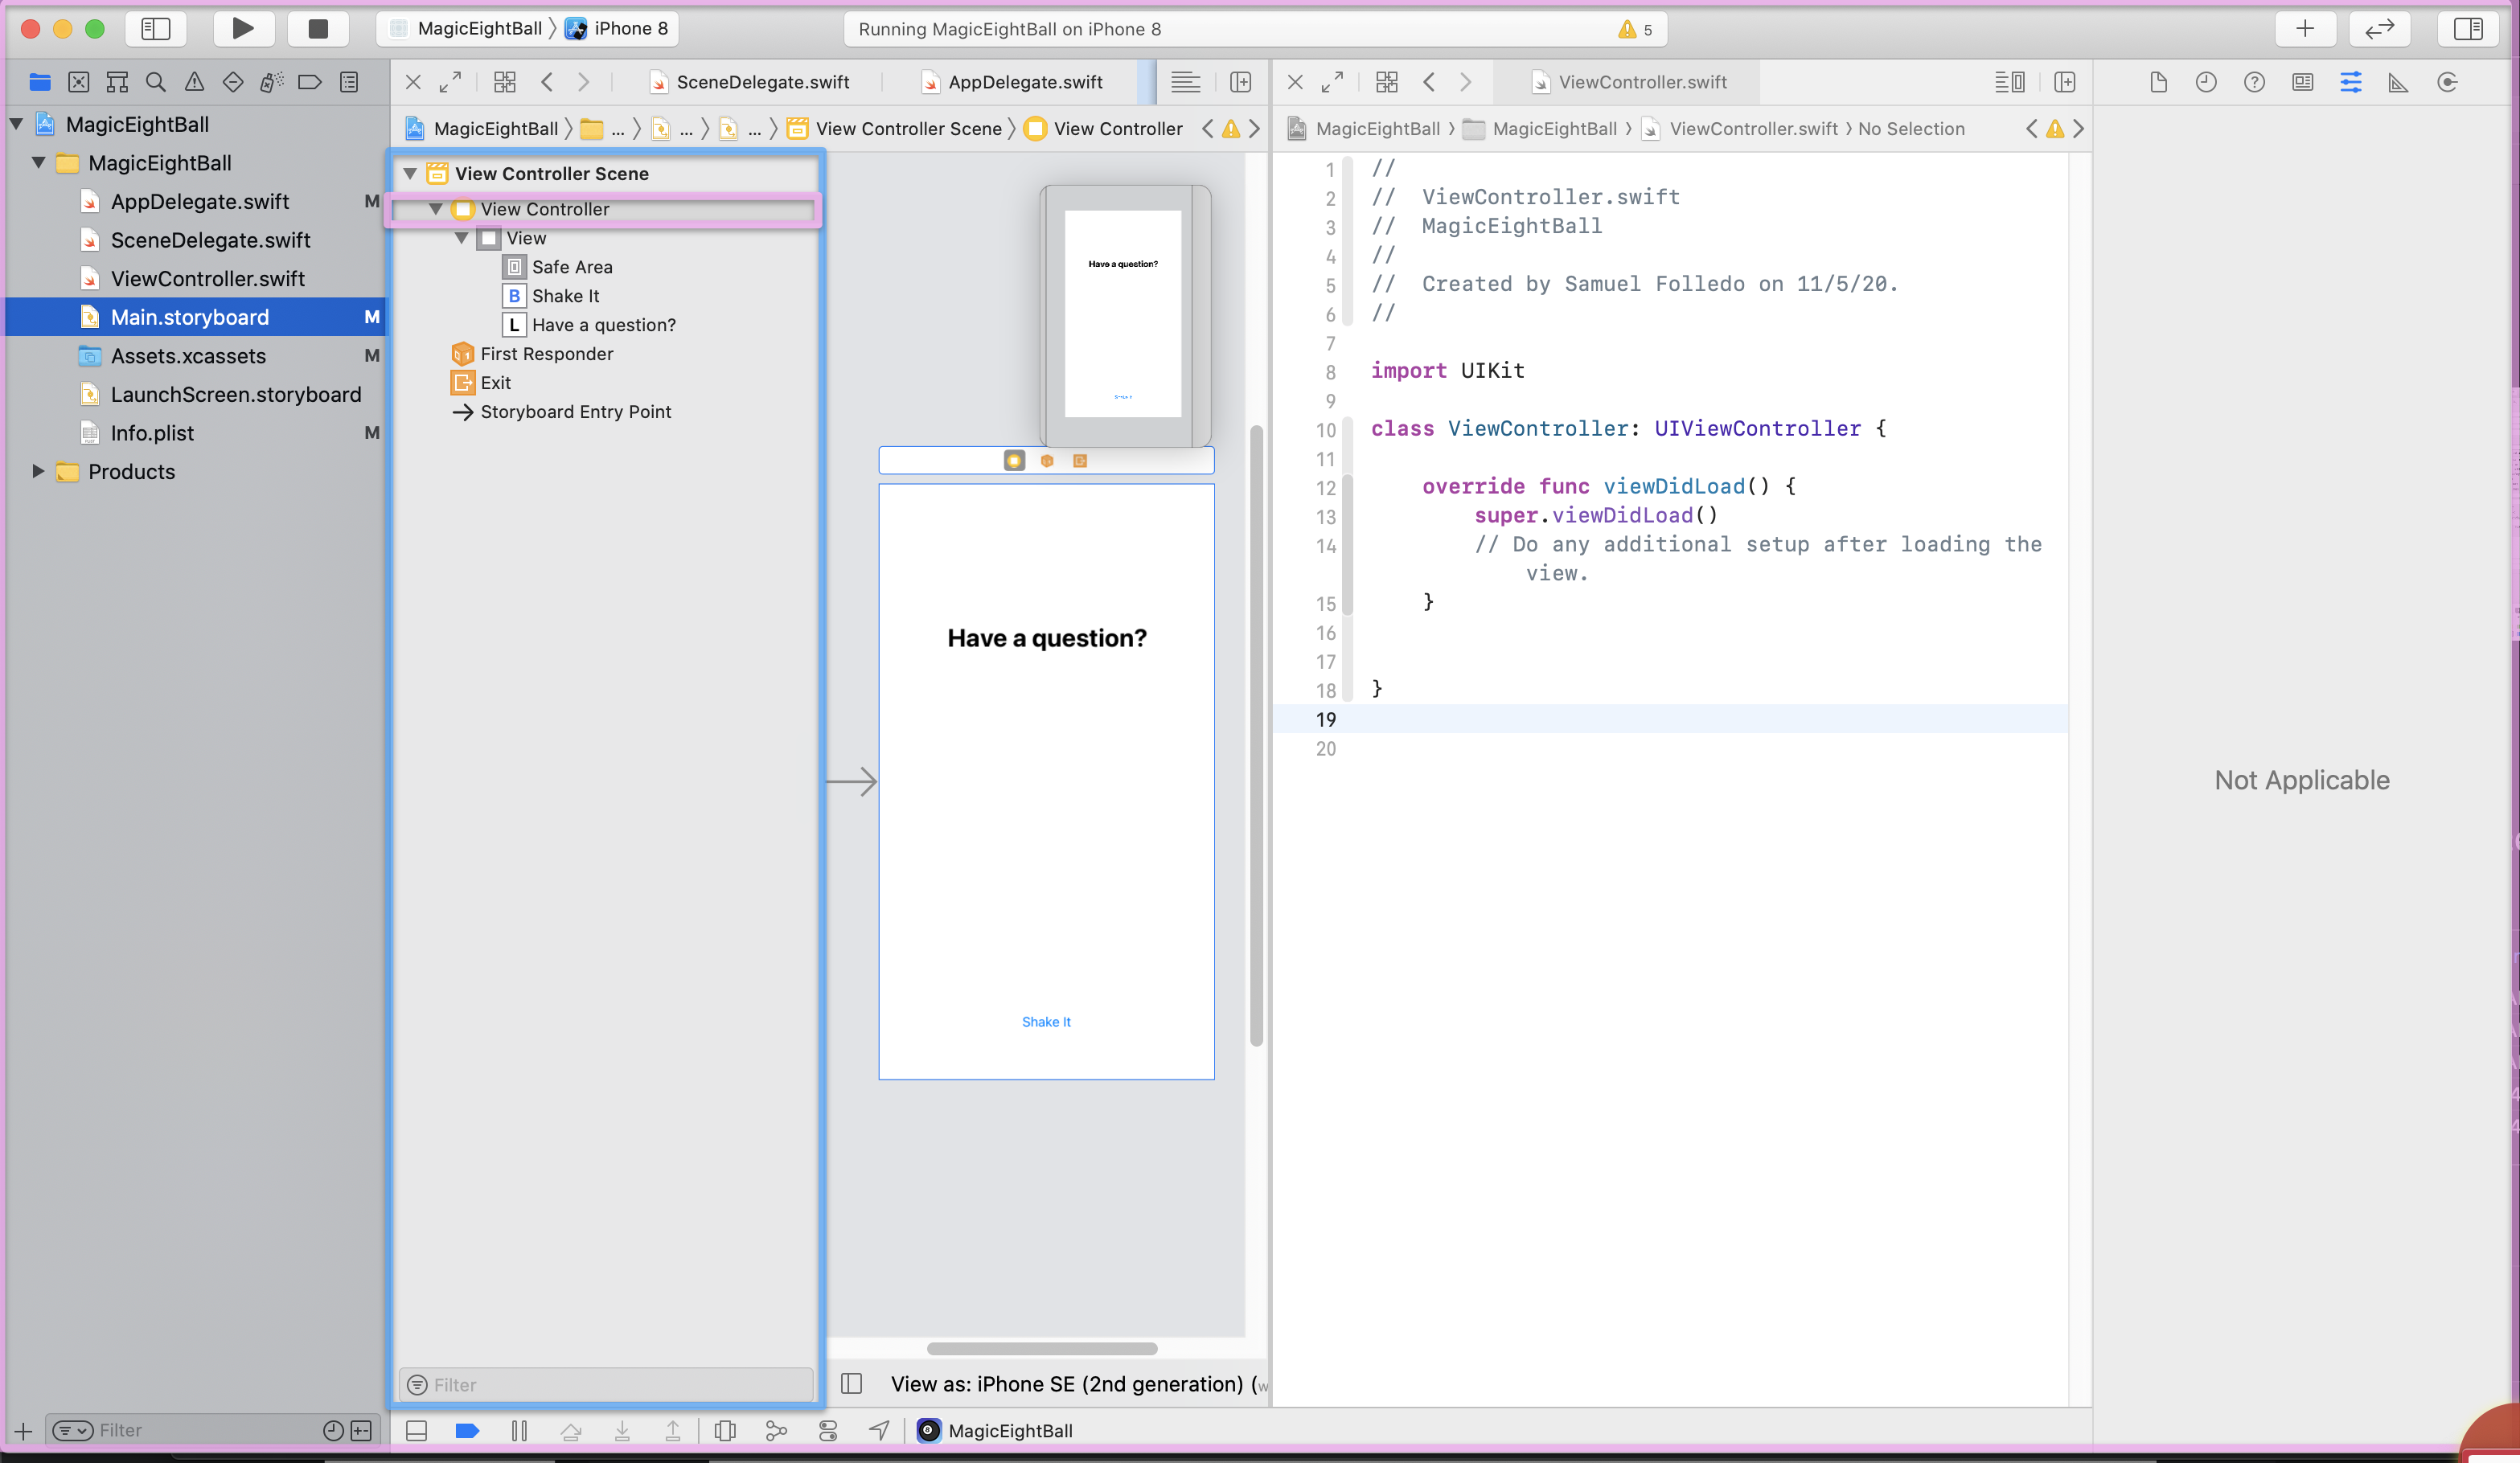 MagicEightBall 〉 iPhone 8
Running MagicEightBall on iPhone 8
5
SceneDelegate.swift
AppDelegate.swift
ViewController.swift
MagicEightBall
MagicEightBall
AppDelegate.swift M
SceneDelegate.swift
ViewController.swift
Main.storyboard M
Assets.xcassets M
LaunchScreen.storyboard
Info.plist M
Products
Filter
MagicEightBall 〉 ... 〉 ... 〉 ... 〉 View Controller Scene 〉 View Controller
View Controller Scene
View Controller
View
Safe Area
B Shake It
L Have a question?
First Responder
Exit
Storyboard Entry Point
Filter
Have a question?
Shake It
Have a question?
Shake It
View as: iPhone SE (2nd generation) (w
MagicEightBall
MagicEightBall 〉 MagicEightBall 〉 ViewController.swift 〉 No Selection
1 //
2 //  ViewController.swift
3 //  MagicEightBall
4 //
5 //  Created by Samuel Folledo on 11/5/20.
6 //
7
8 import UIKit
9
10 class ViewController: UIViewController {
11
12     override func viewDidLoad() {
13         super.viewDidLoad()
14         // Do any additional setup after loading the
view.
15     }
16
17
18 }
19
20
Not Applicable